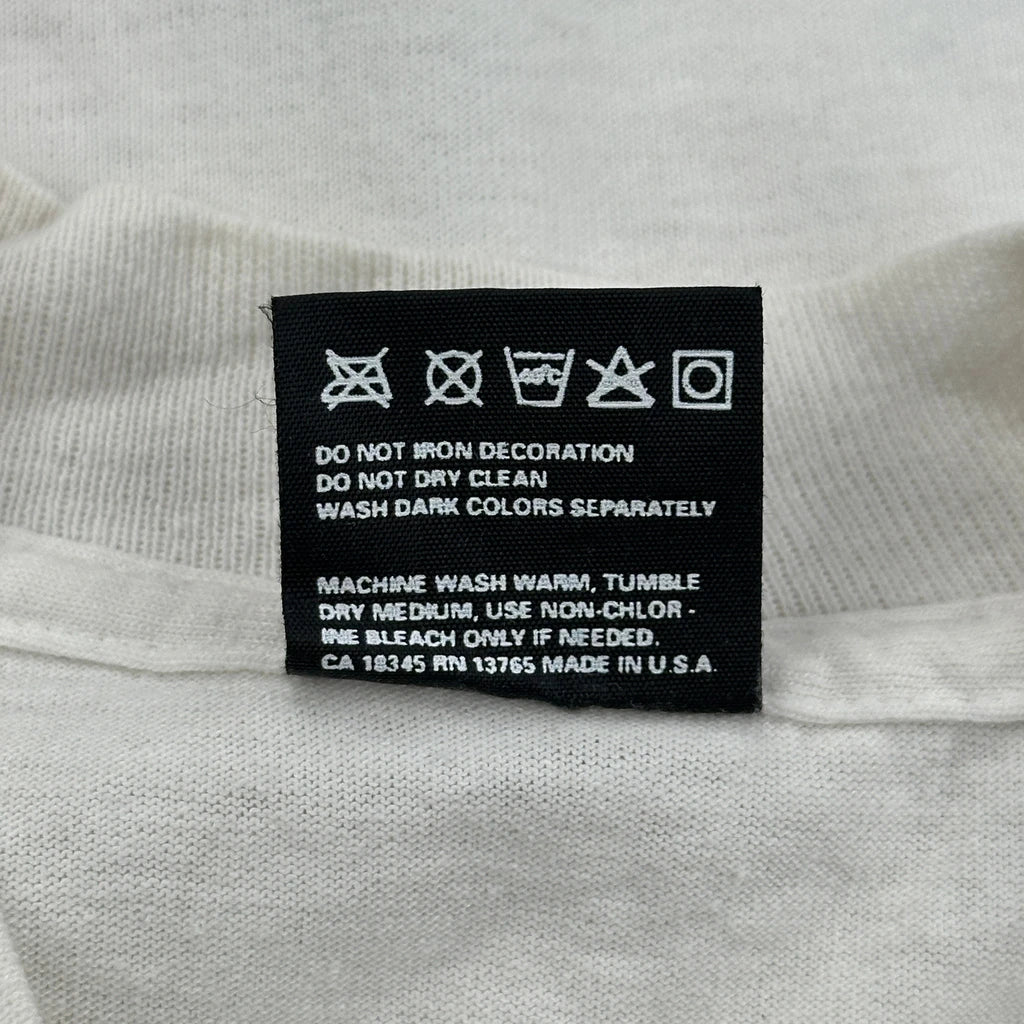 DO NOT IRON DECORATION
DO NOT DRY CLEAN
WASH DARK COLORS SEPARATELY
MACHINE WASH WARM, TUMBLE
DRY MEDIUM, USE NON-CHLOR -
INE BLEACH ONLY IF NEEDED.
CA 18345 RN 13765 MADE IN U.S.A.